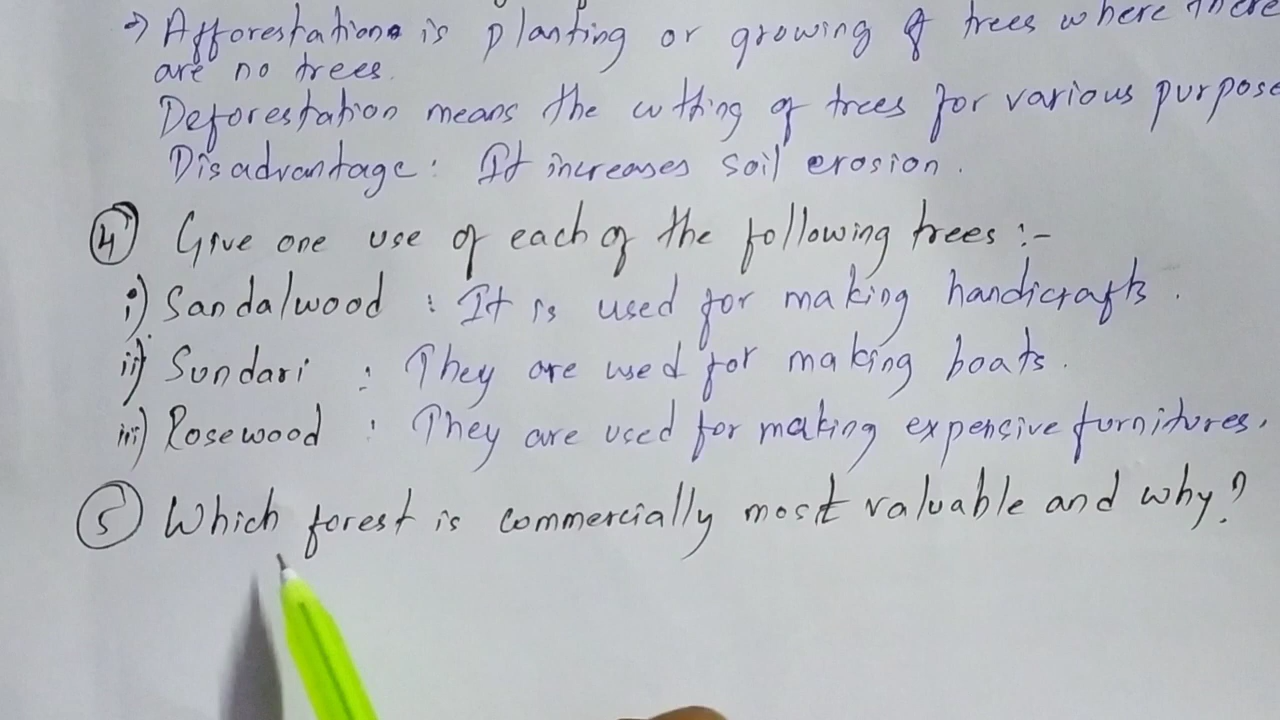 → Afforestation is planting or growing of trees where there
are no trees.
Deforestation means the cutting of trees for various purpose
Disadvantage : It increases soil erosion.
④ Give one use of each of the following trees :-
i) Sandalwood : It is used for making handicrafts.
ii) Sundari : They are used for making boats.
iii) Rosewood : They are used for making expensive furnitures.
⑤ Which forest is commercially most valuable and why?